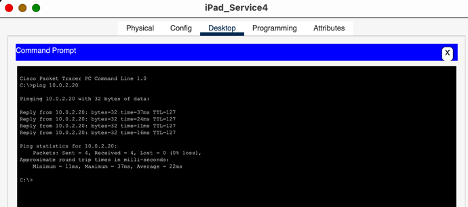 iPad_Service4
Physical Config Desktop Programming Attributes
Command Prompt
X
Cisco Packet Tracer PC Command Line 1.0
C:\>ping 10.0.2.20
Pinging 10.0.2.20 with 32 bytes of data:
Reply from 10.0.2.20: bytes=32 time=37ms TTL=127
Reply from 10.0.2.20: bytes=32 time=24ms TTL=127
Reply from 10.0.2.20: bytes=32 time=11ms TTL=127
Reply from 10.0.2.20: bytes=32 time=16ms TTL=127
Ping statistics for 10.0.2.20:
Packets: Sent = 4, Received = 4, Lost = 0 (0% loss),
Approximate round trip times in milli-seconds:
Minimum = 11ms, Maximum = 37ms, Average = 22ms
C:\>